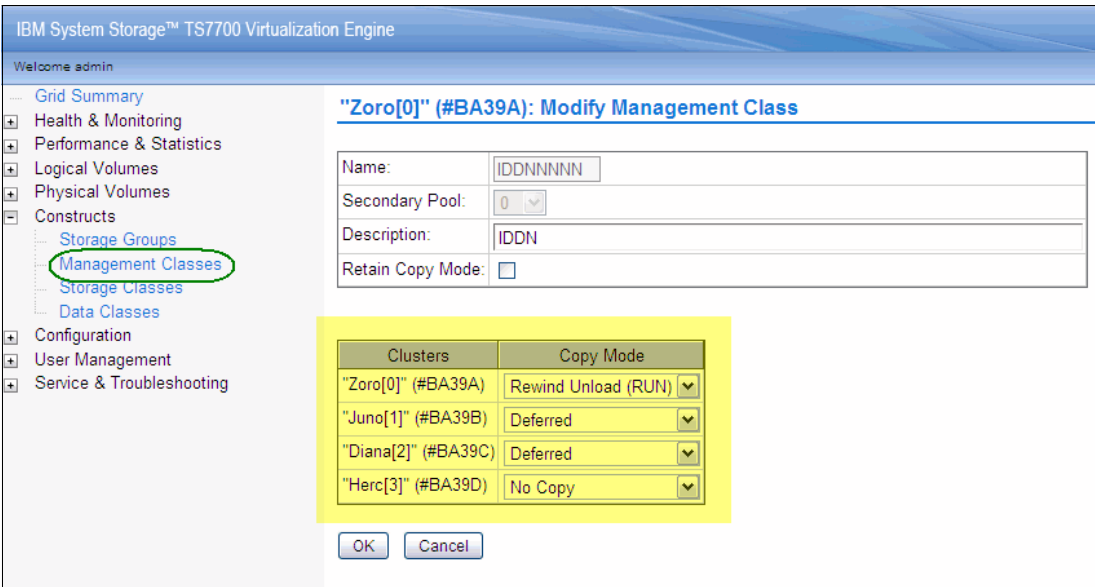 IBM System Storage™ TS7700 Virtualization Engine
Welcome admin
Grid Summary
Health & Monitoring
Performance & Statistics
Logical Volumes
Physical Volumes
Constructs
Storage Groups
Management Classes
Storage Classes
Data Classes
Configuration
User Management
Service & Troubleshooting
"Zoro[0]" (#BA39A): Modify Management Class
Name: IDDNNNNN
Secondary Pool: 0
Description: IDDN
Retain Copy Mode:
Clusters Copy Mode
"Zoro[0]" (#BA39A) Rewind Unload (RUN)
"Juno[1]" (#BA39B) Deferred
"Diana[2]" (#BA39C) Deferred
"Herc[3]" (#BA39D) No Copy
OK Cancel